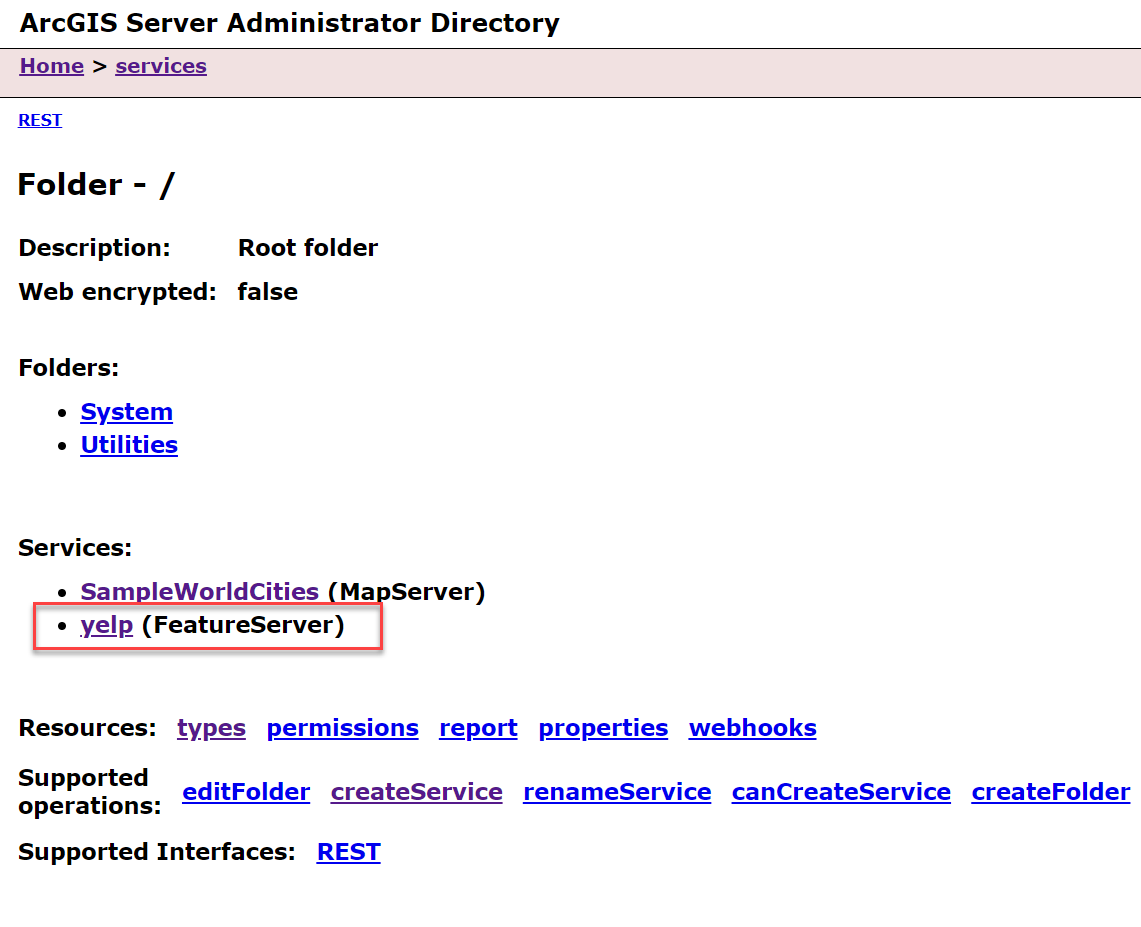 ArcGIS Server Administrator Directory
Home > services
REST
Folder - /
Description: Root folder
Web encrypted: false
Folders:
• System
• Utilities
Services:
• SampleWorldCities (MapServer)
• yelp (FeatureServer)
Resources: types permissions report properties webhooks
Supported
operations: editFolder createService renameService canCreateService createFolder
Supported Interfaces: REST